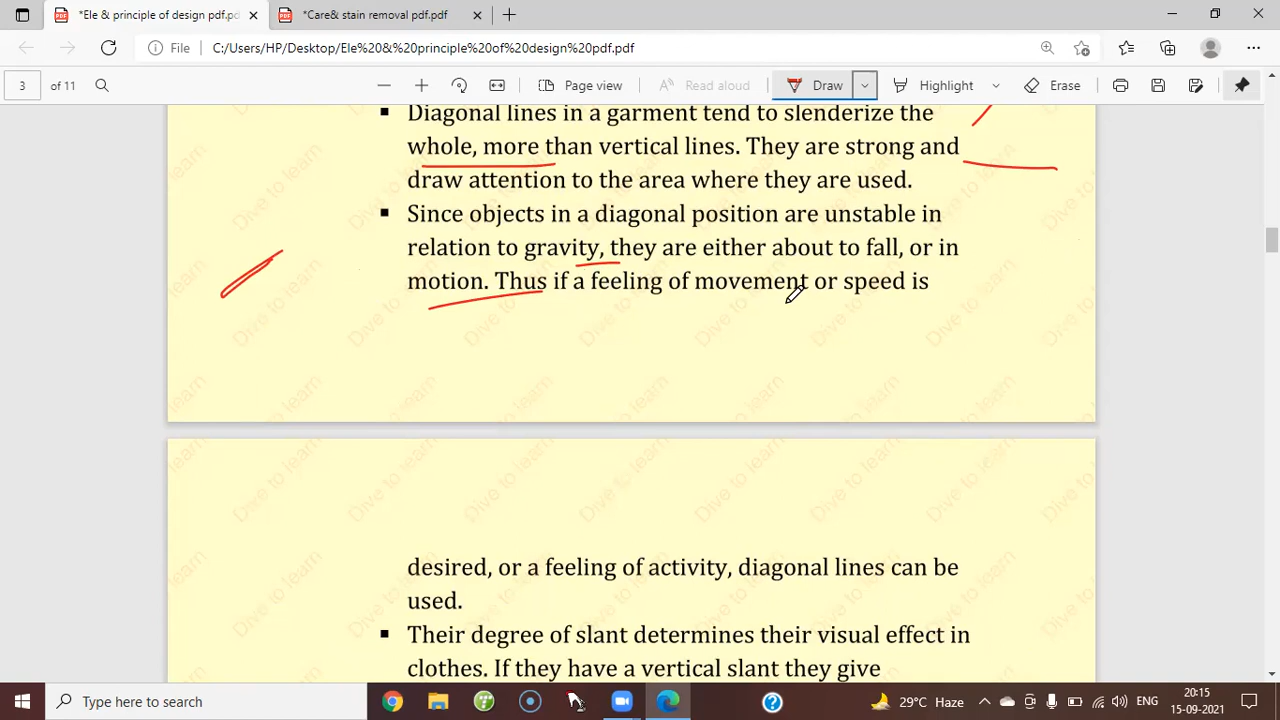 *Ele & principle of design pdf.pd
*Care& stain removal pdf.pdf
File
C:/Users/HP/Desktop/Ele%20&%20principle%20of%20design%20pdf.pdf
3 of 11
Page view
Read aloud
Draw
Highlight
Erase
▪ Diagonal lines in a garment tend to slenderize the
whole, more than vertical lines. They are strong and
draw attention to the area where they are used.
▪ Since objects in a diagonal position are unstable in
relation to gravity, they are either about to fall, or in
motion. Thus if a feeling of movement or speed is
desired, or a feeling of activity, diagonal lines can be
used.
▪ Their degree of slant determines their visual effect in
clothes. If they have a vertical slant they give
Dive to learn
Type here to search
29°C Haze
ENG
20:15
15-09-2021